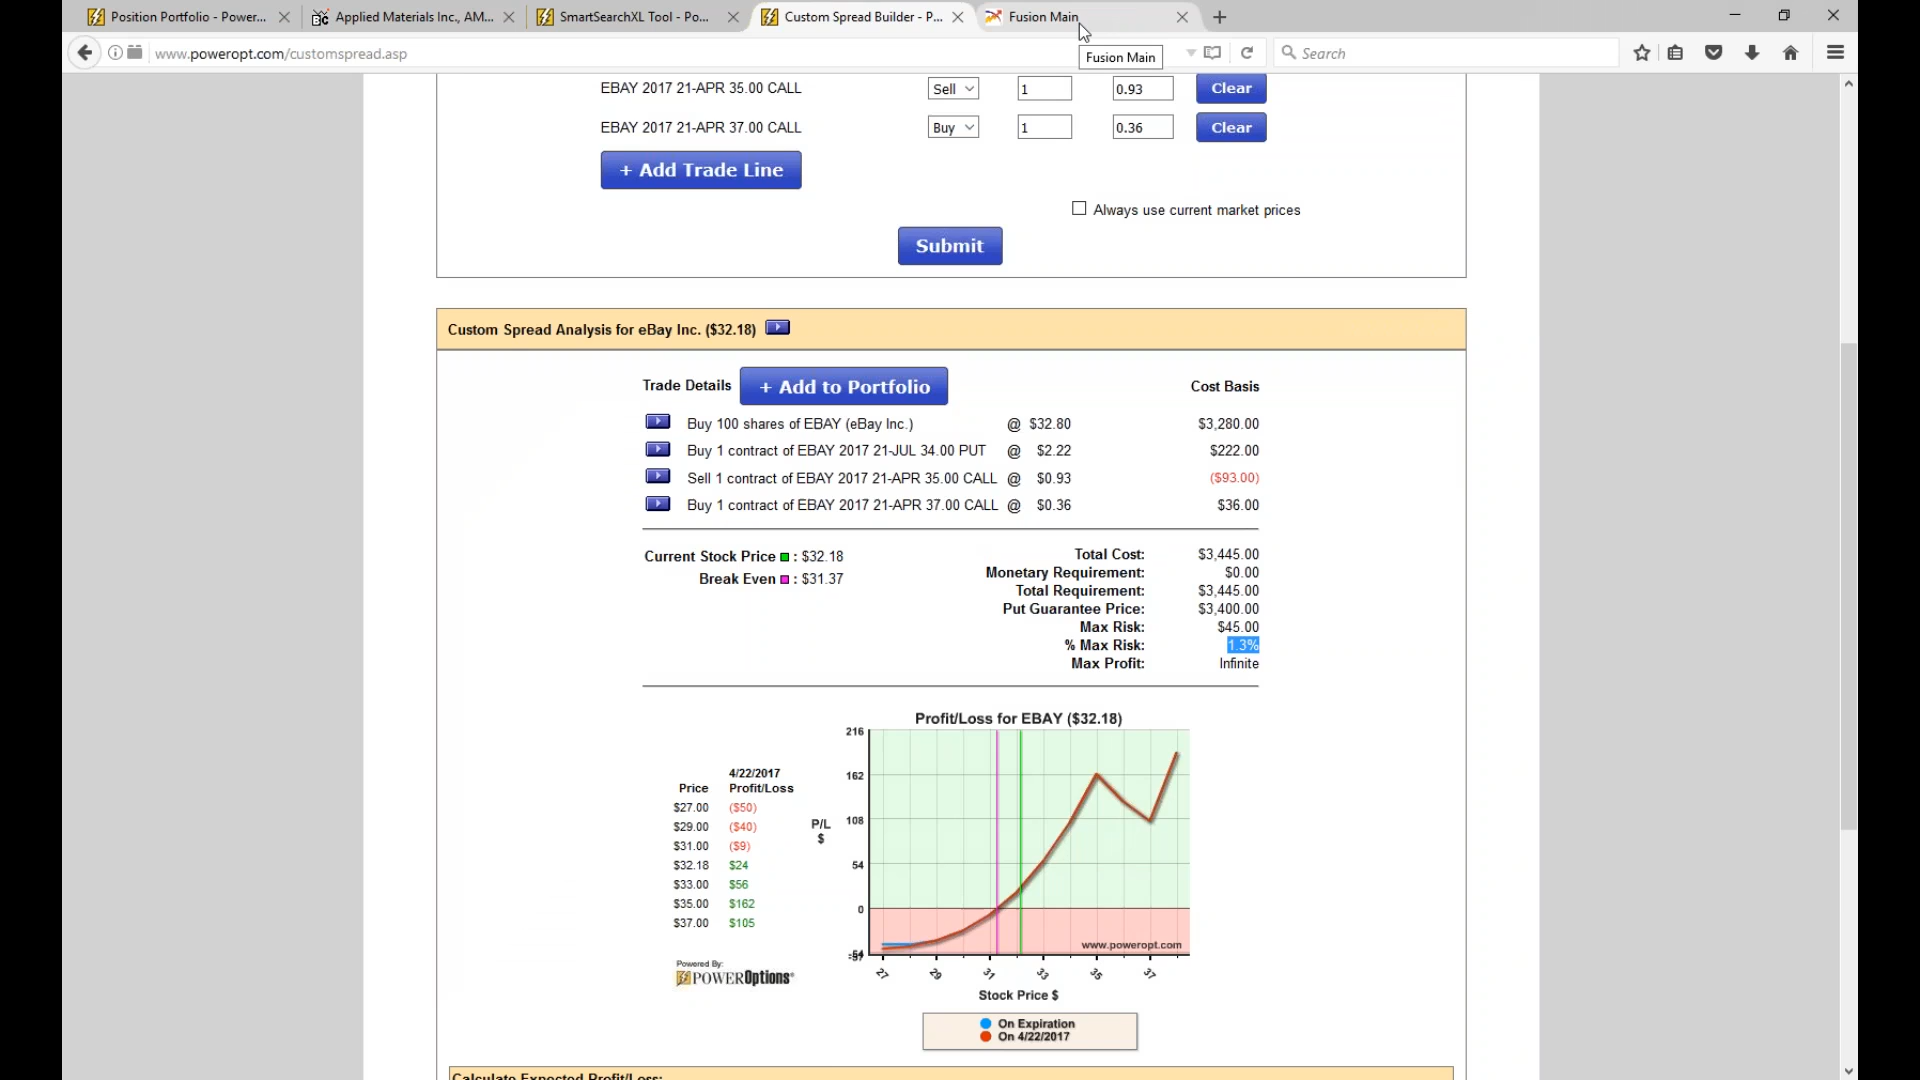 Position Portfolio - Power...
Applied Materials Inc., AM...
SmartSearchXL Tool - Po...
Custom Spread Builder - P...
Fusion Main
www.poweropt.com/customspread.asp
Search
Fusion Main
EBAY 2017 21-APR 35.00 CALL Sell 1 0.93 Clear
EBAY 2017 21-APR 37.00 CALL Buy 1 0.36 Clear
+ Add Trade Line
Always use current market prices
Submit
Custom Spread Analysis for eBay Inc. ($32.18)
Trade Details + Add to Portfolio Cost Basis
Buy 100 shares of EBAY (eBay Inc.) @ $32.80 $3,280.00
Buy 1 contract of EBAY 2017 21-JUL 34.00 PUT @ $2.22 $222.00
Sell 1 contract of EBAY 2017 21-APR 35.00 CALL @ $0.93 ($93.00)
Buy 1 contract of EBAY 2017 21-APR 37.00 CALL @ $0.36 $36.00
Current Stock Price : $32.18
Break Even : $31.37
Total Cost: $3,445.00
Monetary Requirement: $0.00
Total Requirement: $3,445.00
Put Guarantee Price: $3,400.00
Max Risk: $45.00
% Max Risk: 1.3%
Max Profit: Infinite
Profit/Loss for EBAY ($32.18)
4/22/2017
Price Profit/Loss
$27.00 ($50)
$29.00 ($40)
$31.00 ($9)
$32.18 $24
$33.00 $56
$35.00 $162
$37.00 $105
Powered By:
POWEROptions
P/L
$
216
162
108
54
0
27 29 31 33 35 37
www.poweropt.com
Stock Price $
On Expiration
On 4/22/2017
Calculate Expected Profit/Loss: